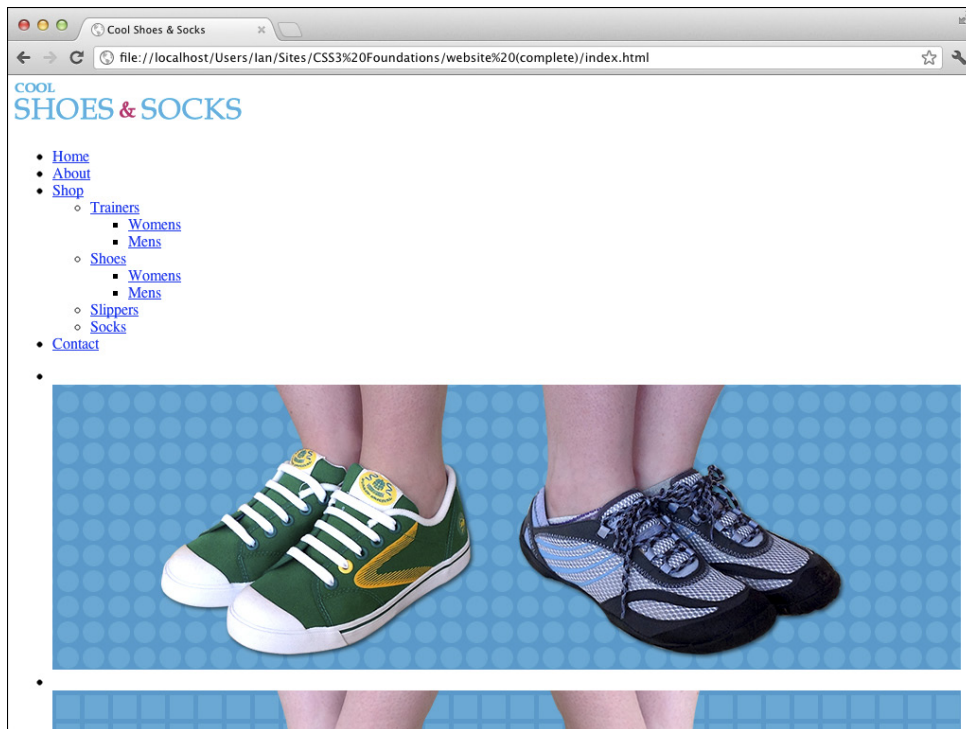 Cool Shoes & Socks
file://localhost/Users/Ian/Sites/CSS3%20Foundations/website%20(complete)/index.html
COOL
SHOES & SOCKS
Home
About
Shop
Trainers
Womens
Mens
Shoes
Womens
Mens
Slippers
Socks
Contact